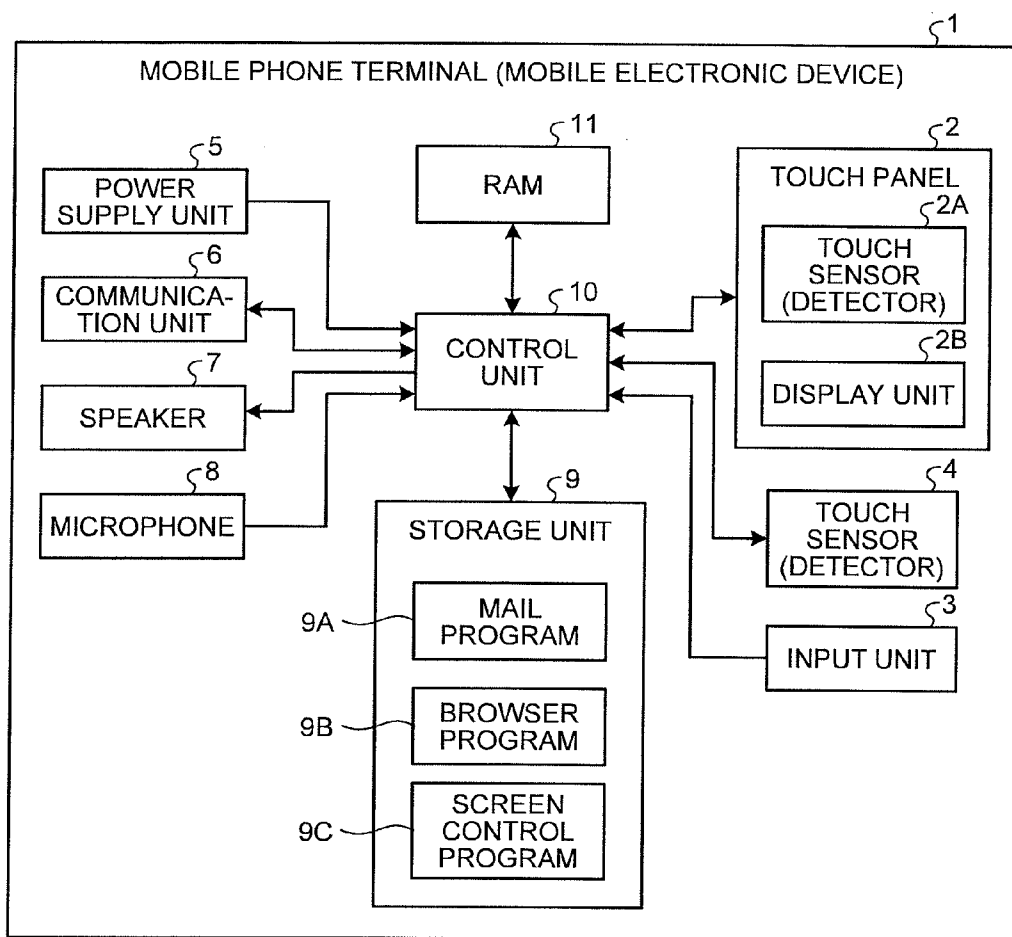 1
MOBILE PHONE TERMINAL (MOBILE ELECTRONIC DEVICE)
5
POWER
SUPPLY UNIT
6
COMMUNICA-
TION UNIT
7
SPEAKER
8
MICROPHONE
11
RAM
10
CONTROL
UNIT
9
STORAGE UNIT
9A
MAIL
PROGRAM
9B
BROWSER
PROGRAM
9C
SCREEN
CONTROL
PROGRAM
2
TOUCH PANEL
2A
TOUCH
SENSOR
(DETECTOR)
2B
DISPLAY UNIT
4
TOUCH
SENSOR
(DETECTOR)
3
INPUT UNIT